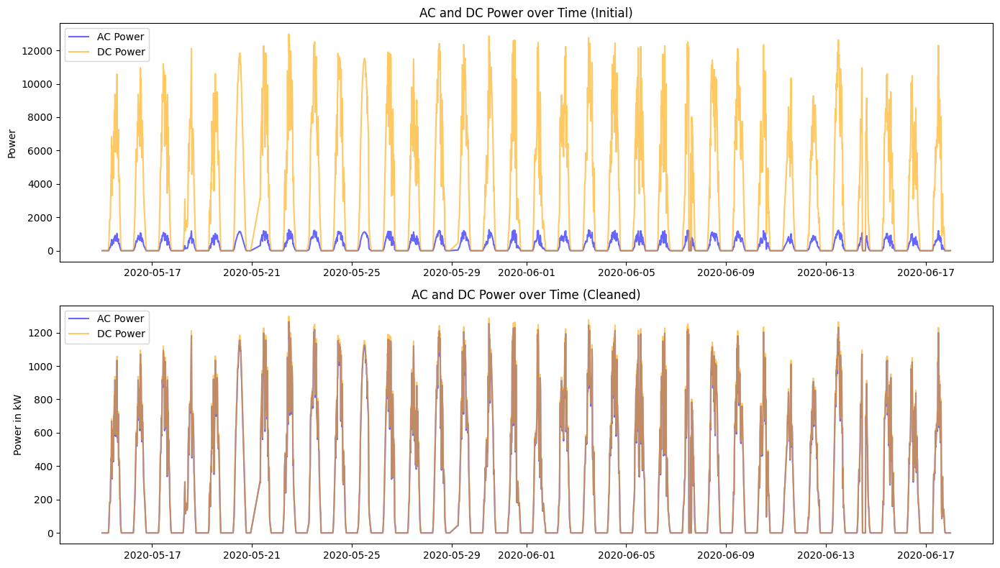 AC and DC Power over Time (Initial)
AC Power
DC Power
Power
12000
10000
8000
6000
4000
2000
0
2020-05-17 2020-05-21 2020-05-25 2020-05-29 2020-06-01 2020-06-05 2020-06-09 2020-06-13 2020-06-17
AC and DC Power over Time (Cleaned)
AC Power
DC Power
Power in kW
1200
1000
800
600
400
200
0
2020-05-17 2020-05-21 2020-05-25 2020-05-29 2020-06-01 2020-06-05 2020-06-09 2020-06-13 2020-06-17